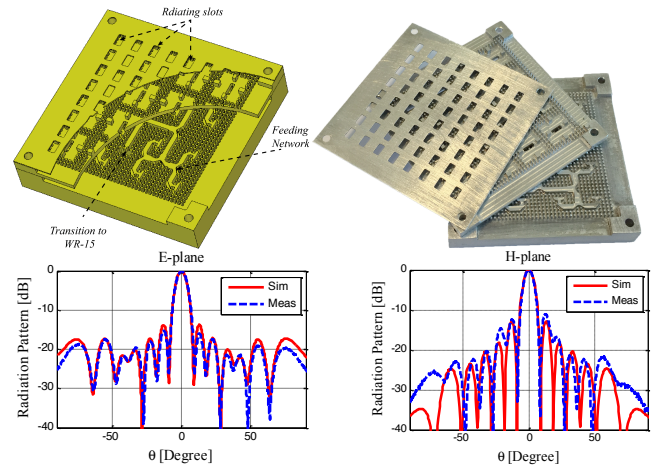 Rdiating slots
Feeding
Network
Transition to
WR-15
E-plane
Radiation Pattern [dB]
0
-10
-20
-30
-40
Sim
Meas
-50
0
50
θ [Degree]
H-plane
Radiation Pattern [dB]
0
-10
-20
-30
-40
Sim
Meas
-50
0
50
θ [Degree]